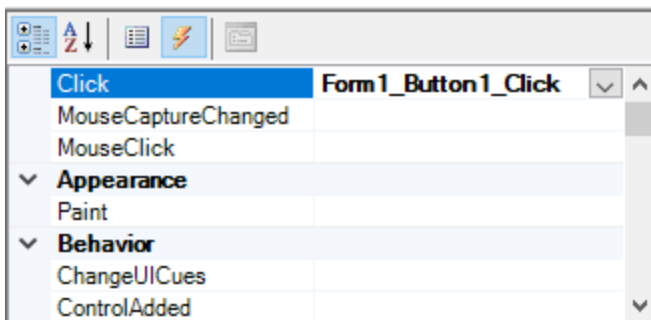 Click Form1_Button1_Click
MouseCaptureChanged
MouseClick
Appearance
Paint
Behavior
ChangeUICues
ControlAdded